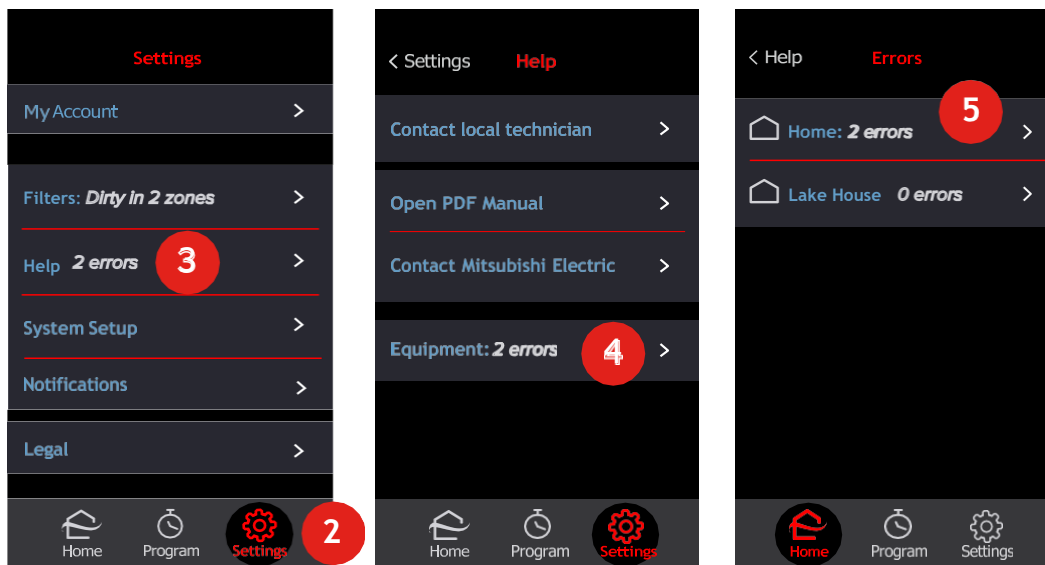 Settings
My Account
Filters: Dirty in 2 zones
Help 2 errors
3
System Setup
Notifications
Legal
Home
Program
Settings
2
< Settings
Help
Contact local technician
Open PDF Manual
Contact Mitsubishi Electric
Equipment: 2 errors
4
Home
Program
Settings
< Help
Errors
5
Home: 2 errors
Lake House 0 errors
Home
Program
Settings